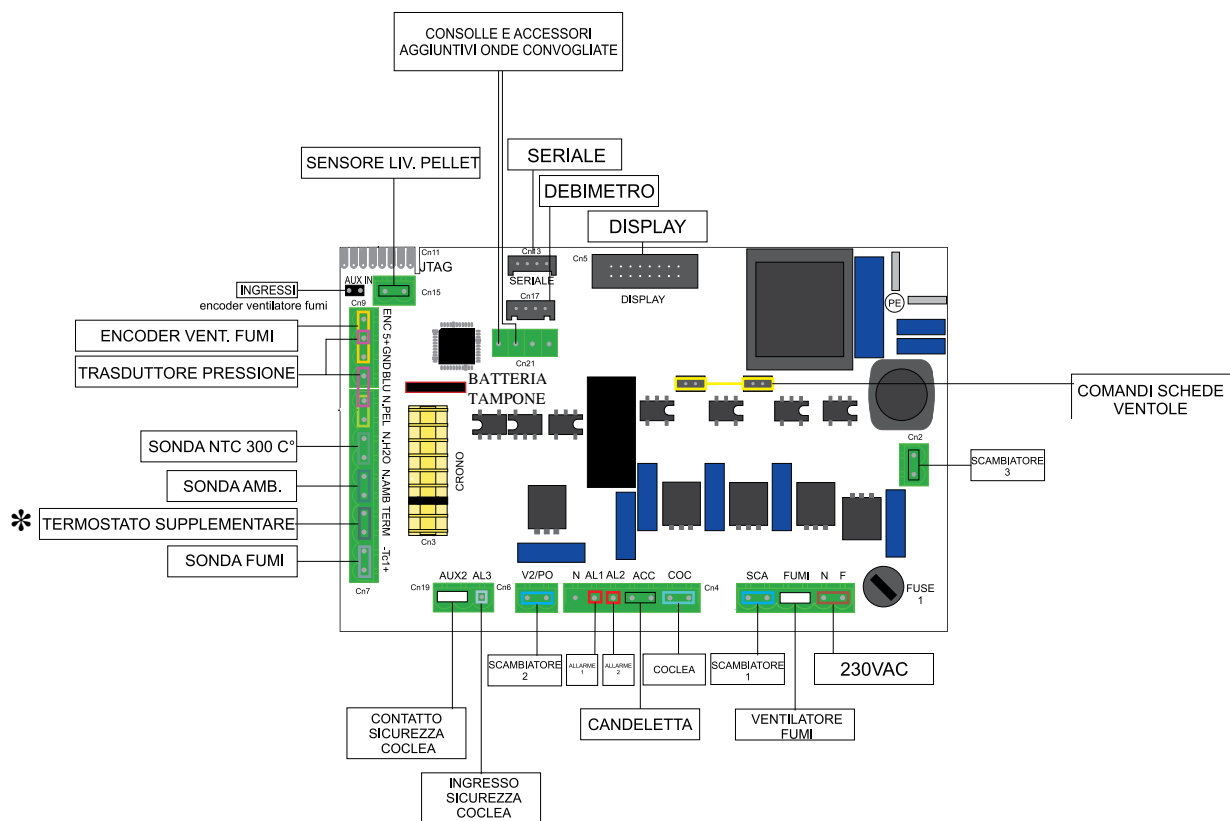 CONSOLLE E ACCESSORI
AGGIUNTIVI ONDE CONVOGLIATE
SERIALE
SENSORE LIV. PELLET
DEBIMETRO
DISPLAY
Cn11
JTAG
Cn13
SERIALE
Cn5
DISPLAY
AUX IN
Cn15
INGRESSI
encoder ventilatore fumi
Cn9
Cn17
PE
ENCODER VENT. FUMI
TRASDUTTORE PRESSIONE
ENC 5+GNDBLU N.PEL N.H2O N.AMB TERM -Tc1+
Cn21
BATTERIA
TAMPONE
COMANDI SCHEDE
VENTOLE
SONDA NTC 300 C°
SONDA AMB.
* TERMOSTATO SUPPLEMENTARE
SONDA FUMI
CRONO
Cn3
Cn2
SCAMBIATORE
3
Cn7
Cn19
AUX2 AL3
Cn6
V2/PO
N AL1 AL2 ACC COC
Cn4
SCA FUMI N F
FUSE
1
SCAMBIATORE
2
ALLARME
1
ALLARME
2
COCLEA
SCAMBIATORE
1
230VAC
CONTATTO
SICUREZZA
COCLEA
CANDELETTA
VENTILATORE
FUMI
INGRESSO
SICUREZZA
COCLEA